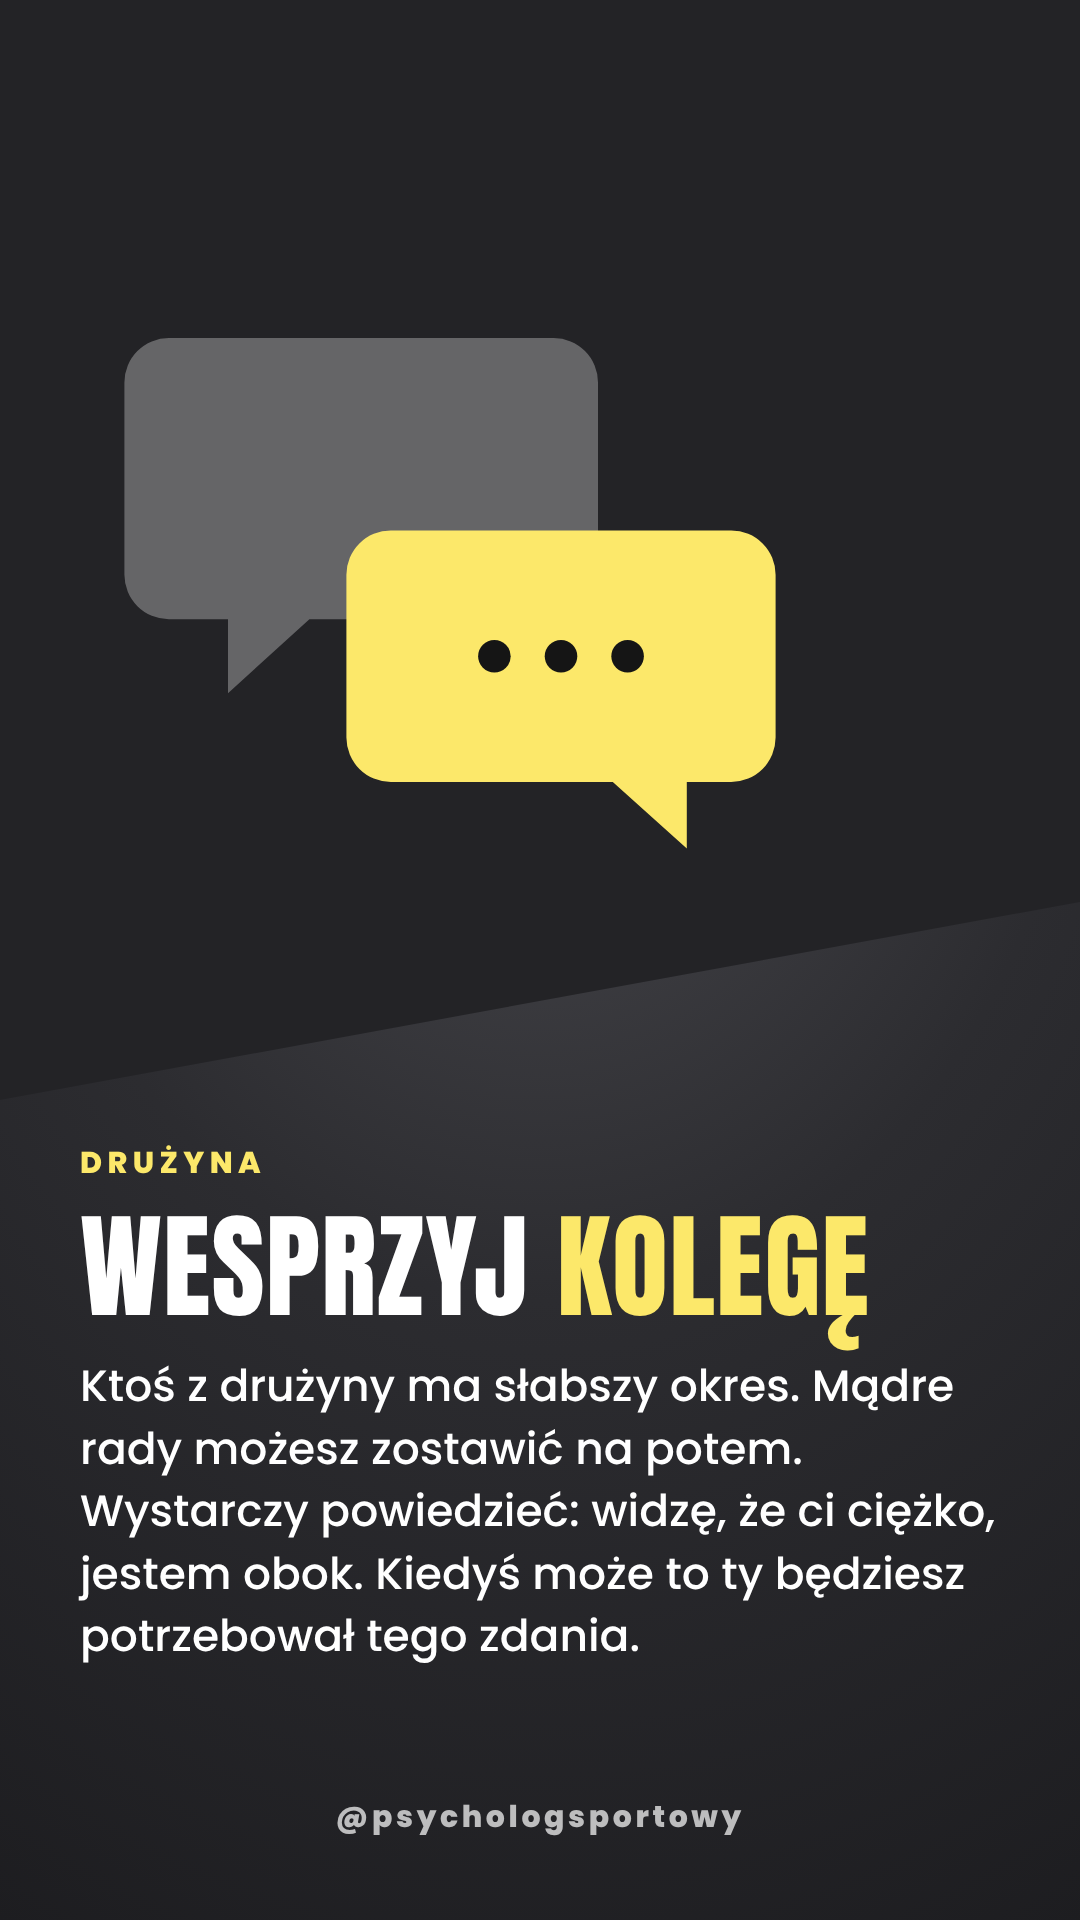 DRUŻYNA
WESPRZYJ KOLEGĘ
Ktoś z drużyny ma słabszy okres. Mądre
rady możesz zostawić na potem.
Wystarczy powiedzieć: widzę, że ci ciężko,
jestem obok. Kiedyś może to ty będziesz
potrzebował tego zdania.
@psychologsportowy